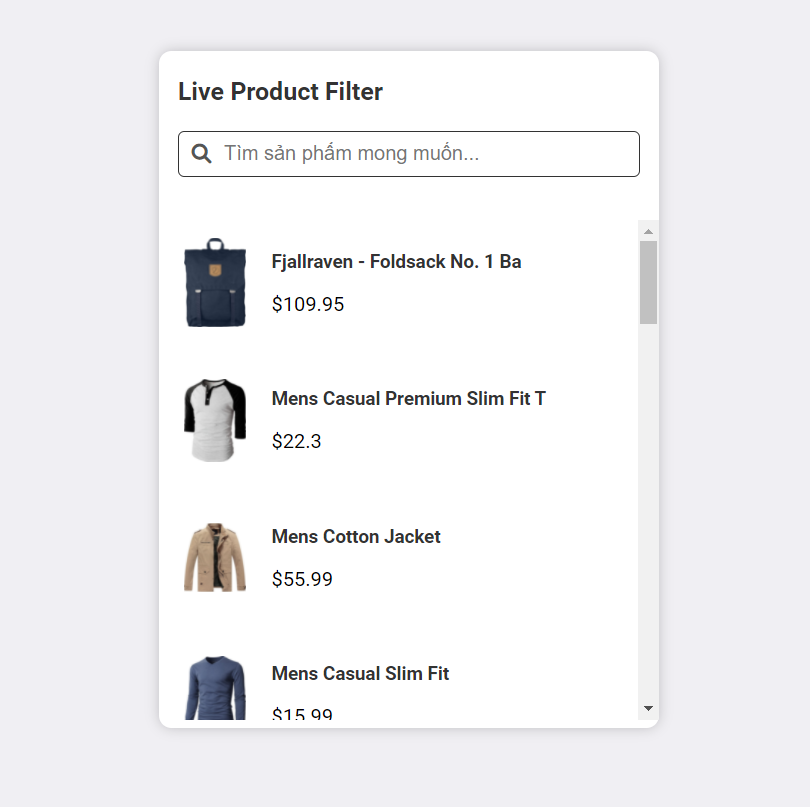 Live Product Filter
Tìm sản phẩm mong muốn...
Fjallraven - Foldsack No. 1 Ba
$109.95
Mens Casual Premium Slim Fit T
$22.3
Mens Cotton Jacket
$55.99
Mens Casual Slim Fit
$15.99